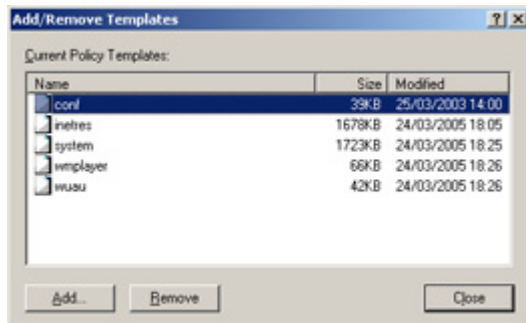 Add/Remove Templates
Current Policy Templates:
Name Size Modified
conf 39KB 25/03/2003 14:00
inetres 1678KB 24/03/2005 18:05
system 1723KB 24/03/2005 18:25
wmplayer 66KB 24/03/2005 18:26
wuau 42KB 24/03/2005 18:26
Add... Remove Close